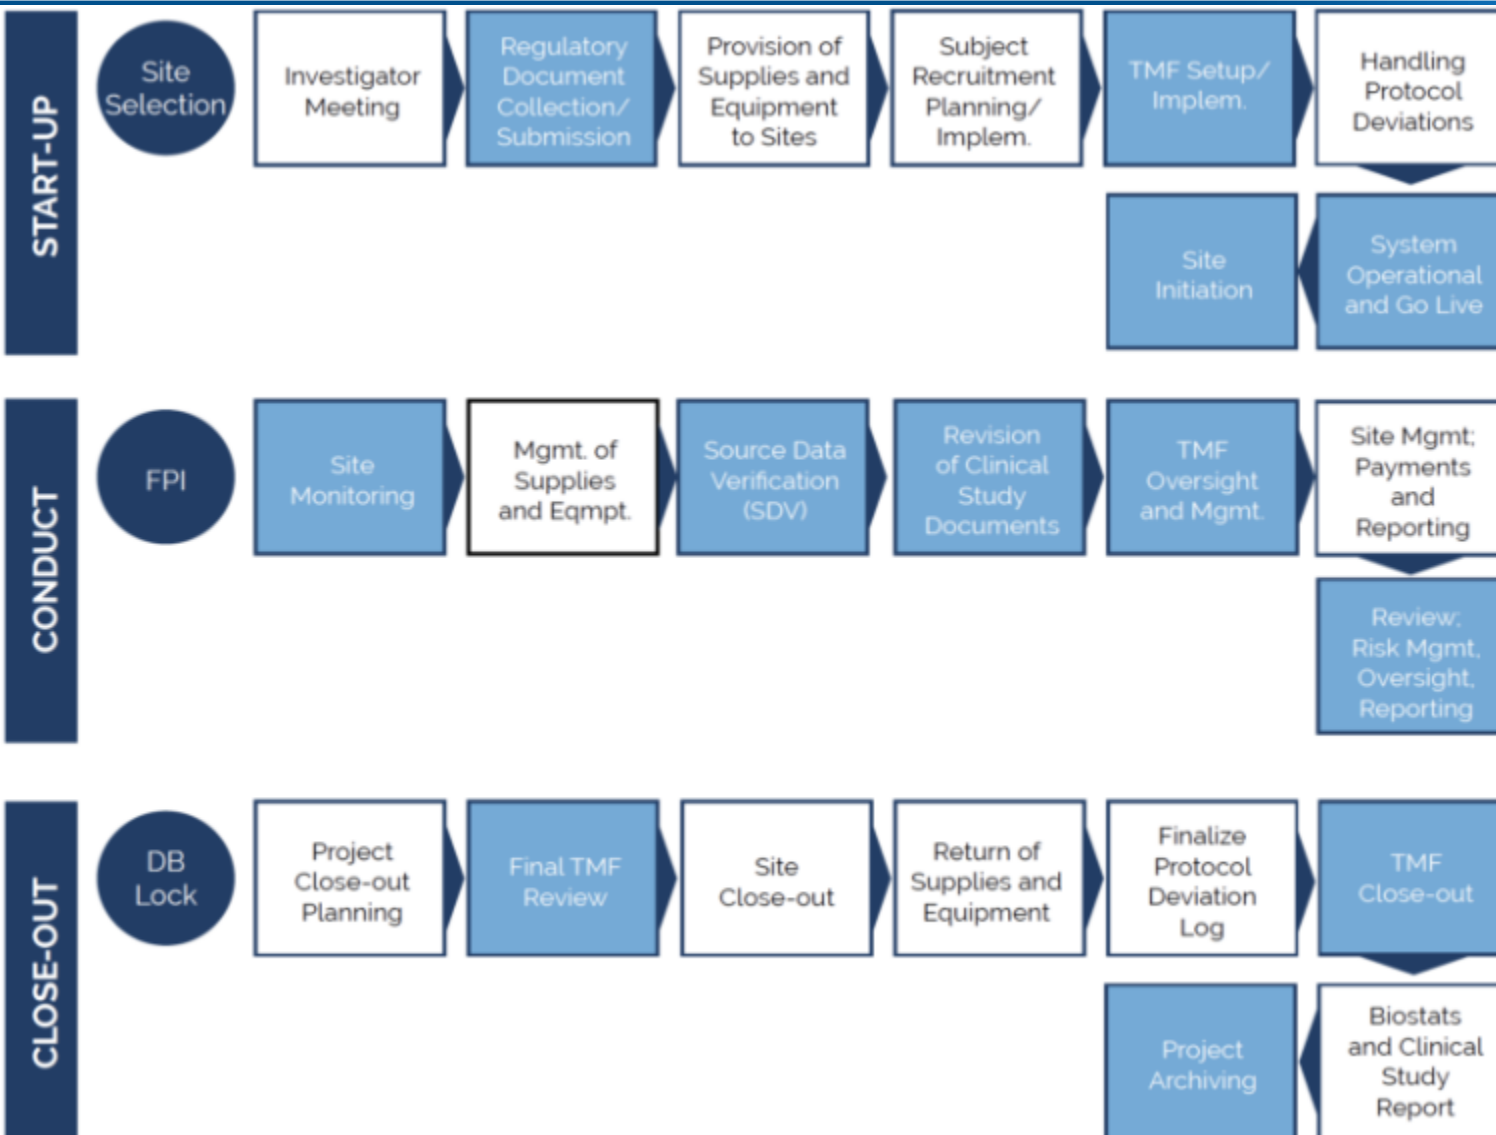 START-UP
Site
Selection
Investigator
Meeting
Regulatory
Document
Collection/
Submission
Provision of
Supplies and
Equipment
to Sites
Subject
Recruitment
Planning/
Implem.
TMF Setup/
Implem.
Handling
Protocol
Deviations
System
Operational
and Go Live
Site
Initiation
CONDUCT
FPI
Site
Monitoring
Mgmt. of
Supplies
and Eqmpt.
Source Data
Verification
(SDV)
Revision
of Clinical
Study
Documents
TMF
Oversight
and Mgmt.
Site Mgmt;
Payments
and
Reporting
Review;
Risk Mgmt,
Oversight,
Reporting
CLOSE-OUT
DB
Lock
Project
Close-out
Planning
Final TMF
Review
Site
Close-out
Return of
Supplies and
Equipment
Finalize
Protocol
Deviation
Log
TMF
Close-out
Biostats
and Clinical
Study
Report
Project
Archiving